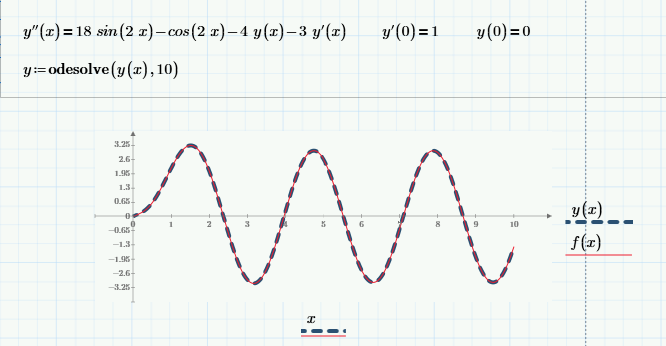 y''(x)=18 sin(2 x)−cos(2 x)−4 y(x)−3 y'(x) y'(0)=1 y(0)=0
y:=odesolve(y(x),10)
3.25
2.6
1.95
1.3
0.65
0
−0.65
−1.3
−1.95
−2.6
−3.25
0 1 2 3 4 5 6 7 8 9 10
y(x)
f(x)
x